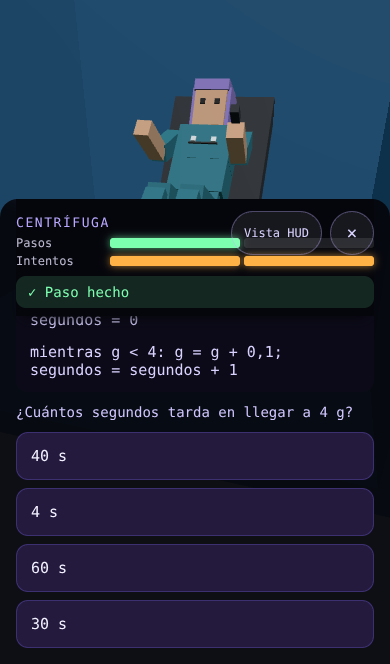 CENTRÍFUGA
Vista HUD
×
Pasos
Intentos
✓ Paso hecho
segundos = 0
mientras g < 4: g = g + 0,1;
segundos = segundos + 1
¿Cuántos segundos tarda en llegar a 4 g?
40 s
4 s
60 s
30 s